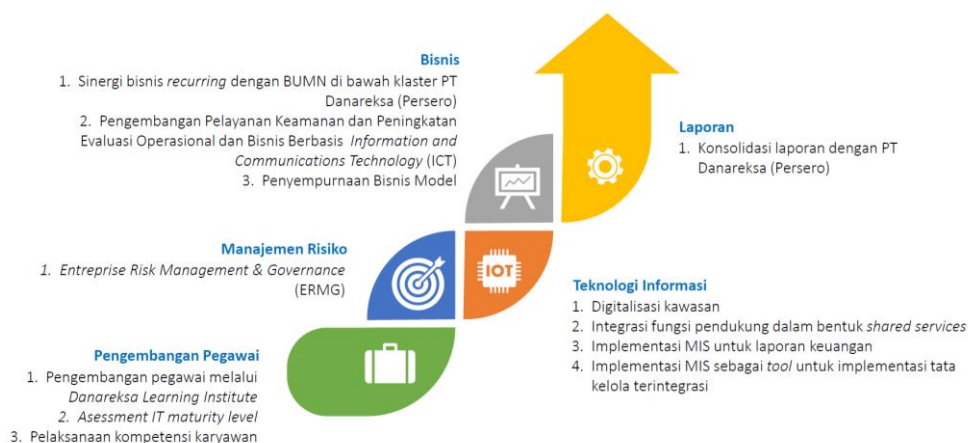 Bisnis
1. Sinergi bisnis recurring dengan BUMN di bawah klaster PT
Danareksa (Persero)
2. Pengembangan Pelayanan Keamanan dan Peningkatan
Evaluasi Operasional dan Bisnis Berbasis Information and
Communications Technology (ICT)
3. Penyempurnaan Bisnis Model
Laporan
1. Konsolidasi laporan dengan PT
Danareksa (Persero)
Manajemen Risiko
1. Entreprise Risk Management & Governance
(ERMG)
IOT
Teknologi Informasi
1. Digitalisasi kawasan
2. Integrasi fungsi pendukung dalam bentuk shared services
3. Implementasi MIS untuk laporan keuangan
4. Implementasi MIS sebagai tool untuk implementasi tata
kelola terintegrasi
Pengembangan Pegawai
1. Pengembangan pegawai melalui
Danareksa Learning Institute
2. Asessment IT maturity level
3. Pelaksanaan kompetensi karyawan